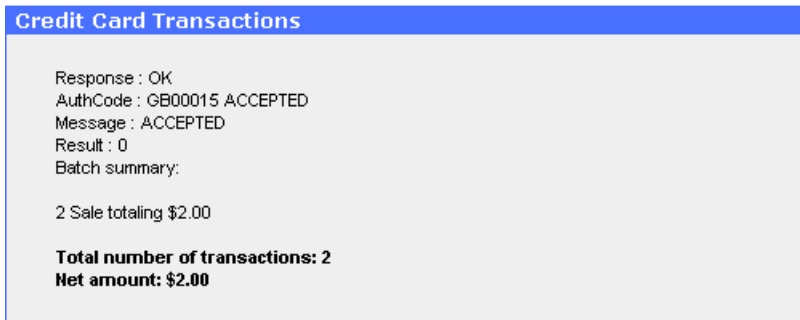 Credit Card Transactions
Response : OK
AuthCode : GB00015 ACCEPTED
Message : ACCEPTED
Result : 0
Batch summary:
2 Sale totaling $2.00
Total number of transactions: 2
Net amount: $2.00